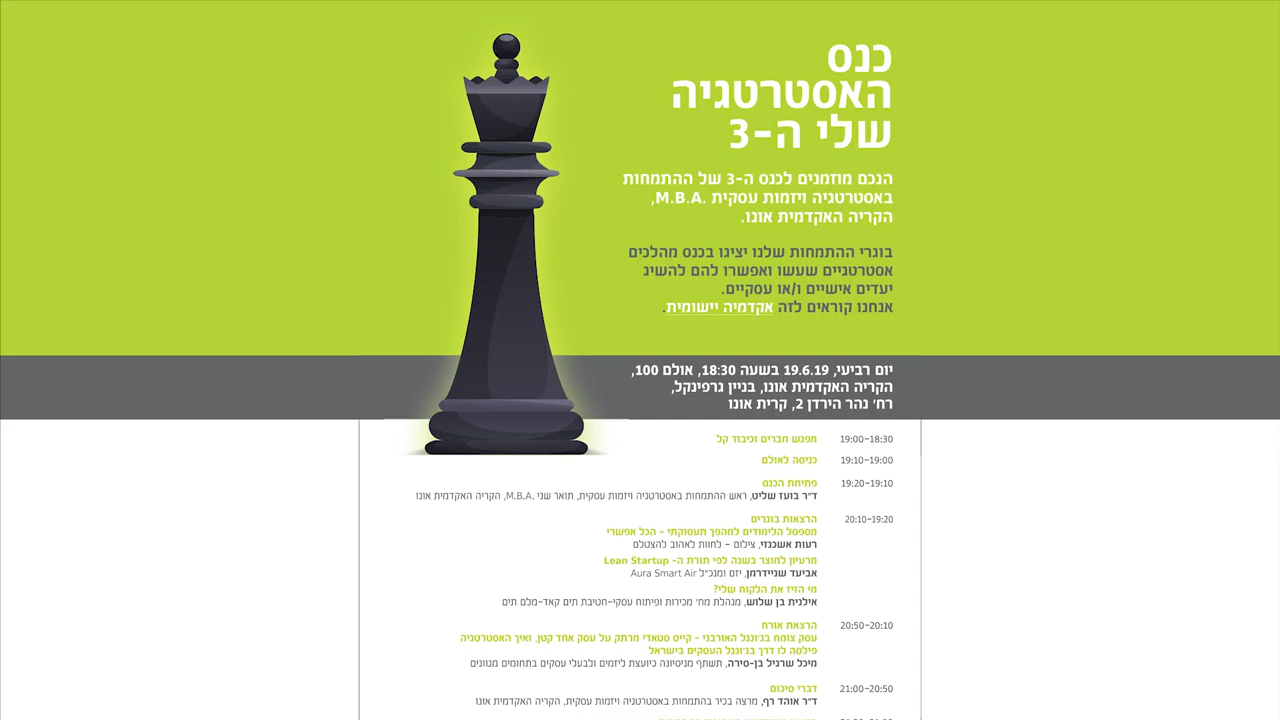 כנס
האסטרטגיה
שלי ה-3
הנכם מוזמנים לכנס ה-3 של ההתמחות
באסטרטגיה ויזמות עסקית .M.B.A,
הקריה האקדמית אונו.
בוגרי ההתמחות שלנו יציגו בכנס מהלכים
אסטרטגיים שעשו ואפשרו להם להשיג
יעדים אישיים ו/או עסקיים.
אנחנו קוראים לזה אקדמיה יישומית.
יום רביעי, 19.6.19 בשעה 18:30, אולם 100,
הקריה האקדמית אונו, בניין גרפינקל,
רח׳ נהר הירדן 2, קרית אונו
19:00-18:30 מפגש חברים וכיבוד קל
19:10-19:00 כניסה לאולם
19:20-19:10 פתיחת הכנס
ד״ר בועז שליט, ראש ההתמחות באסטרטגיה ויזמות עסקית, תואר שני .M.B.A, הקריה האקדמית אונו
20:10-19:20 הרצאות בוגרים
מספסל הלימודים למהפך תעסוקתי - הכל אפשרי
רעות אשכנזי, צילום - לחוות לאהוב להצטלם
מרעיון למוצר בשנה לפי תורת ה- Lean Startup
אביעד שניידרמן, יזם ומנכ״ל Aura Smart Air
מי הזיז את הלקוח שלי?
אילנית בן שלוש, מנהלת מח׳ מכירות ופיתוח עסקי-חטיבת תים קאד-מלם תים
20:50-20:10 הרצאת אורח
עסק צומח בג׳ונגל האורבני - קייס סטאדי מרתק על עסק אחד קטן, ואיך האסטרטגיה
פילסה לו דרך בג׳ונגל העסקים בישראל
מיכל שרגיל בן-סירה, תשתף מניסיונה כיועצת ליזמים ולבעלי עסקים בתחומים מגוונים
21:00-20:50 דברי סיכום
ד״ר אוהד רף, מרצה בכיר בהתמחות באסטרטגיה ויזמות עסקית, הקריה האקדמית אונו